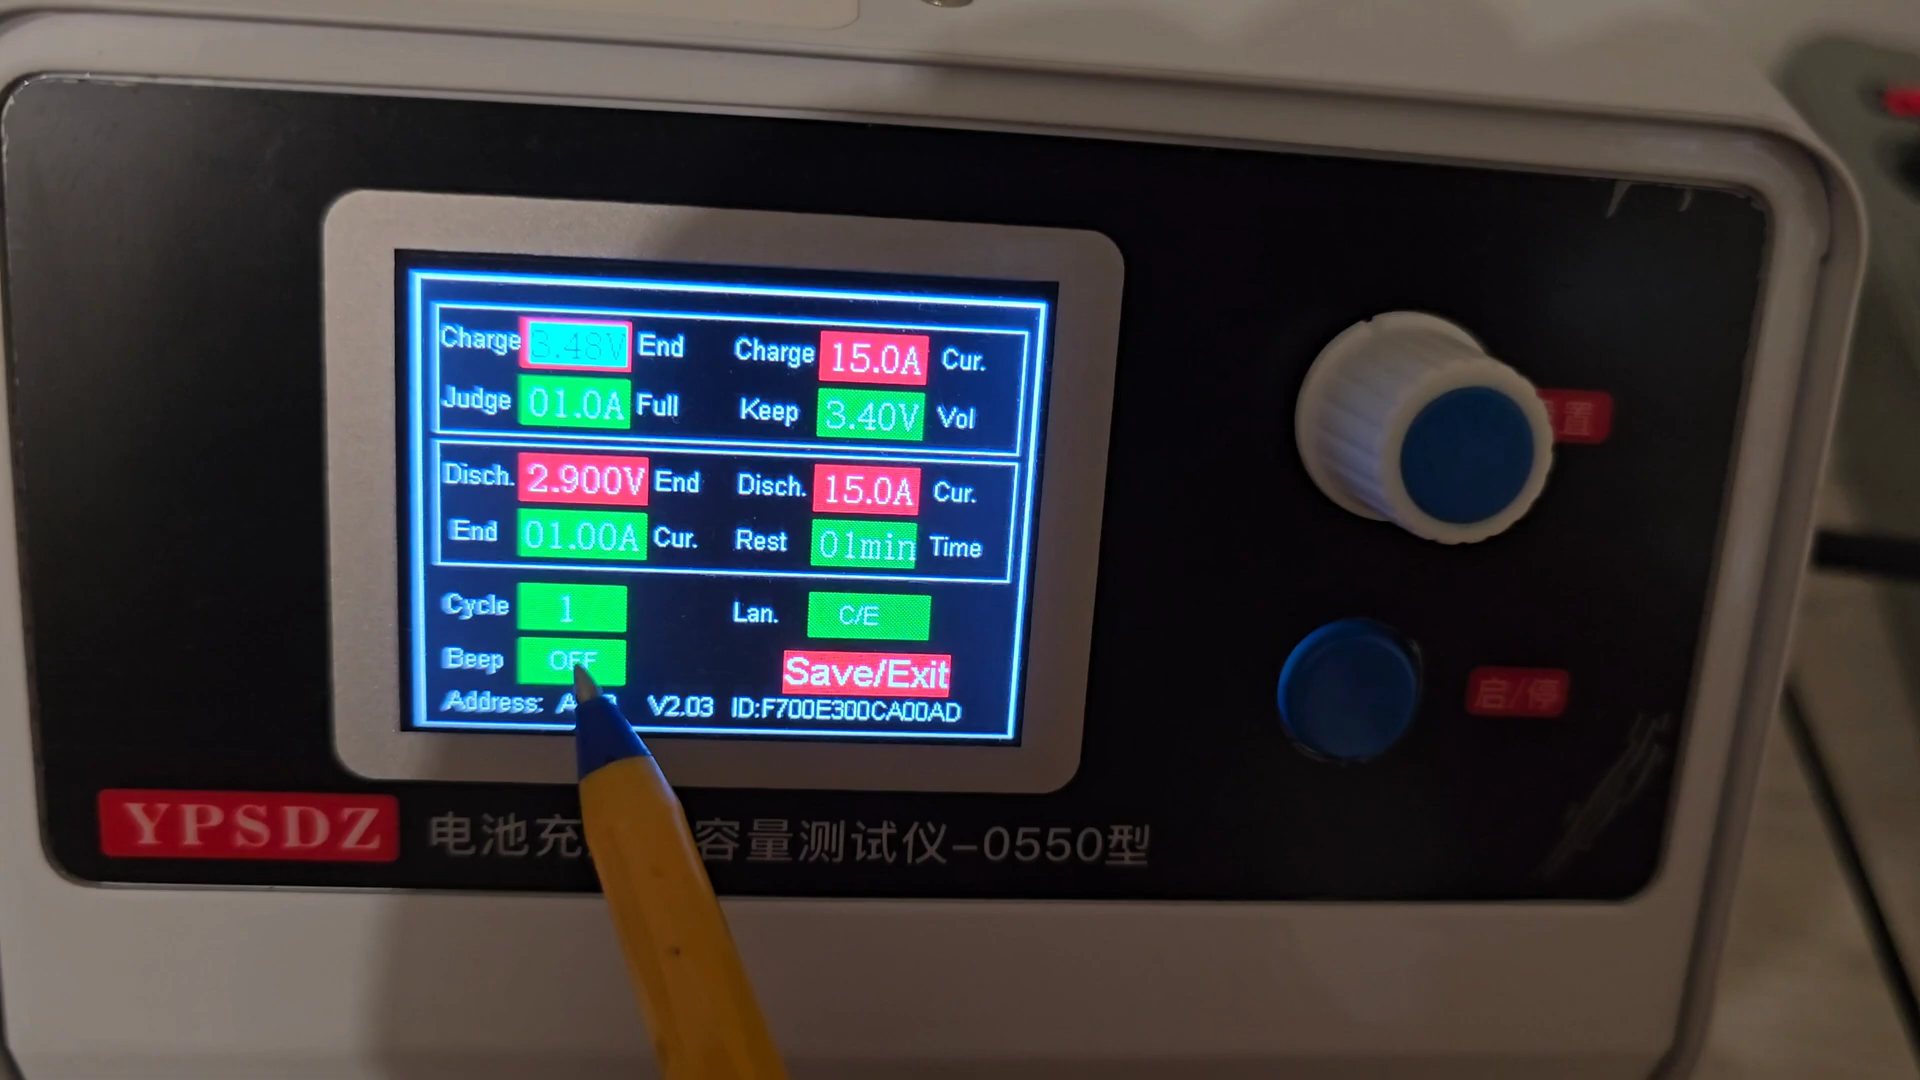 Charge 3.48V End Charge 15.0A Cur.
Judge 01.0A Full Keep 3.40V Vol
Disch. 2.900V End Disch. 15.0A Cur.
End 01.00A Cur. Rest 01min Time
Cycle 1 Lan. C/E
Beep OFF Save/Exit
Address: V2.03 ID:F700E300CA00AD
置
启/停
YPSDZ 电池充 容量测试仪-0550型